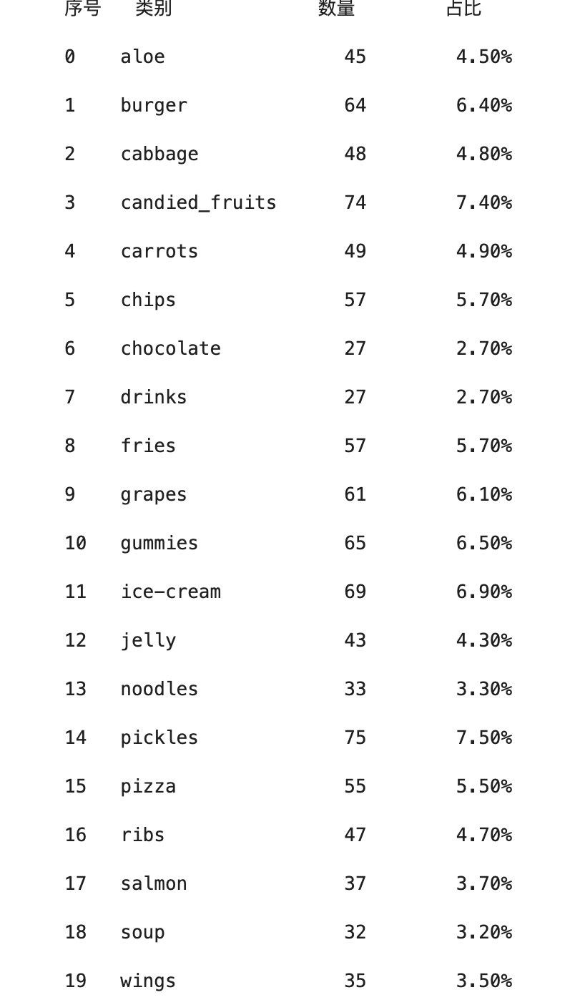 序号 类别 数量 占比
0 aloe 45 4.50%
1 burger 64 6.40%
2 cabbage 48 4.80%
3 candied_fruits 74 7.40%
4 carrots 49 4.90%
5 chips 57 5.70%
6 chocolate 27 2.70%
7 drinks 27 2.70%
8 fries 57 5.70%
9 grapes 61 6.10%
10 gummies 65 6.50%
11 ice-cream 69 6.90%
12 jelly 43 4.30%
13 noodles 33 3.30%
14 pickles 75 7.50%
15 pizza 55 5.50%
16 ribs 47 4.70%
17 salmon 37 3.70%
18 soup 32 3.20%
19 wings 35 3.50%